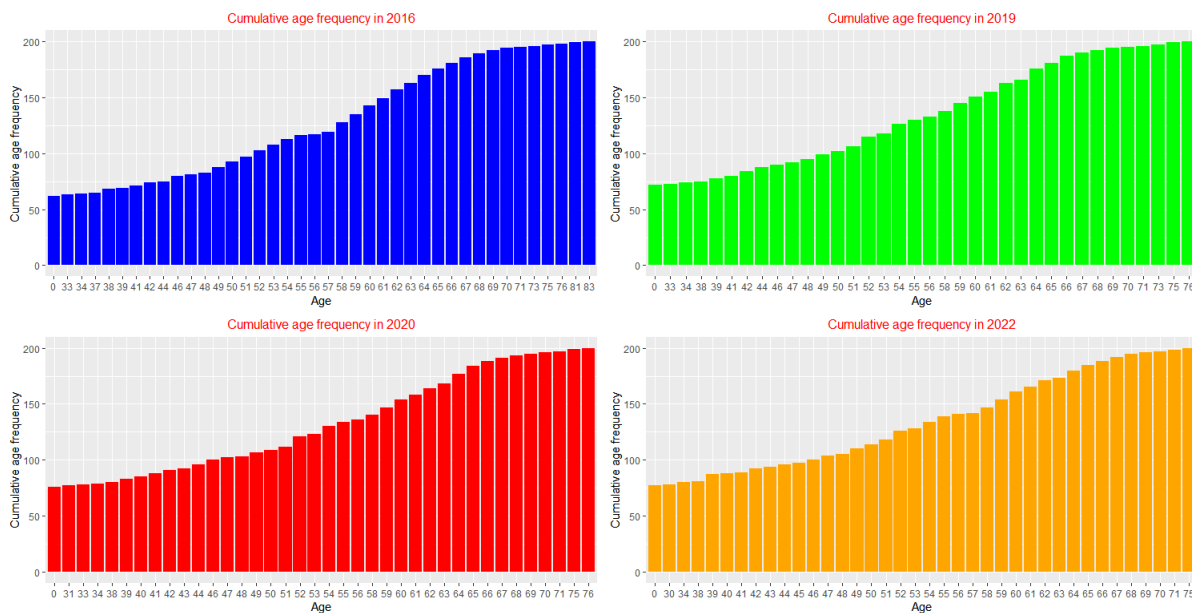 Cumulative age frequency in 2016
Cumulative age frequency
200
150
100
50
0
0 33 34 37 38 39 41 42 44 46 47 48 49 50 51 52 53 54 55 56 57 58 59 60 61 62 63 64 65 66 67 68 69 70 71 73 75 76 81 83
Age
Cumulative age frequency in 2019
Cumulative age frequency
200
150
100
50
0
0 33 34 38 39 41 42 44 46 47 48 49 50 51 52 53 54 55 56 58 59 60 61 62 63 64 65 66 67 68 69 70 71 73 75 76
Age
Cumulative age frequency in 2020
Cumulative age frequency
200
150
100
50
0
0 31 33 34 38 39 40 41 42 43 44 46 47 48 49 50 51 52 53 54 55 56 58 59 60 61 62 63 64 65 66 67 68 69 70 71 75 76
Age
Cumulative age frequency in 2022
Cumulative age frequency
200
150
100
50
0
0 30 34 38 39 40 41 42 43 44 45 46 47 48 49 50 51 52 53 54 55 56 57 58 59 60 61 62 63 64 65 66 67 68 69 70 71 75
Age